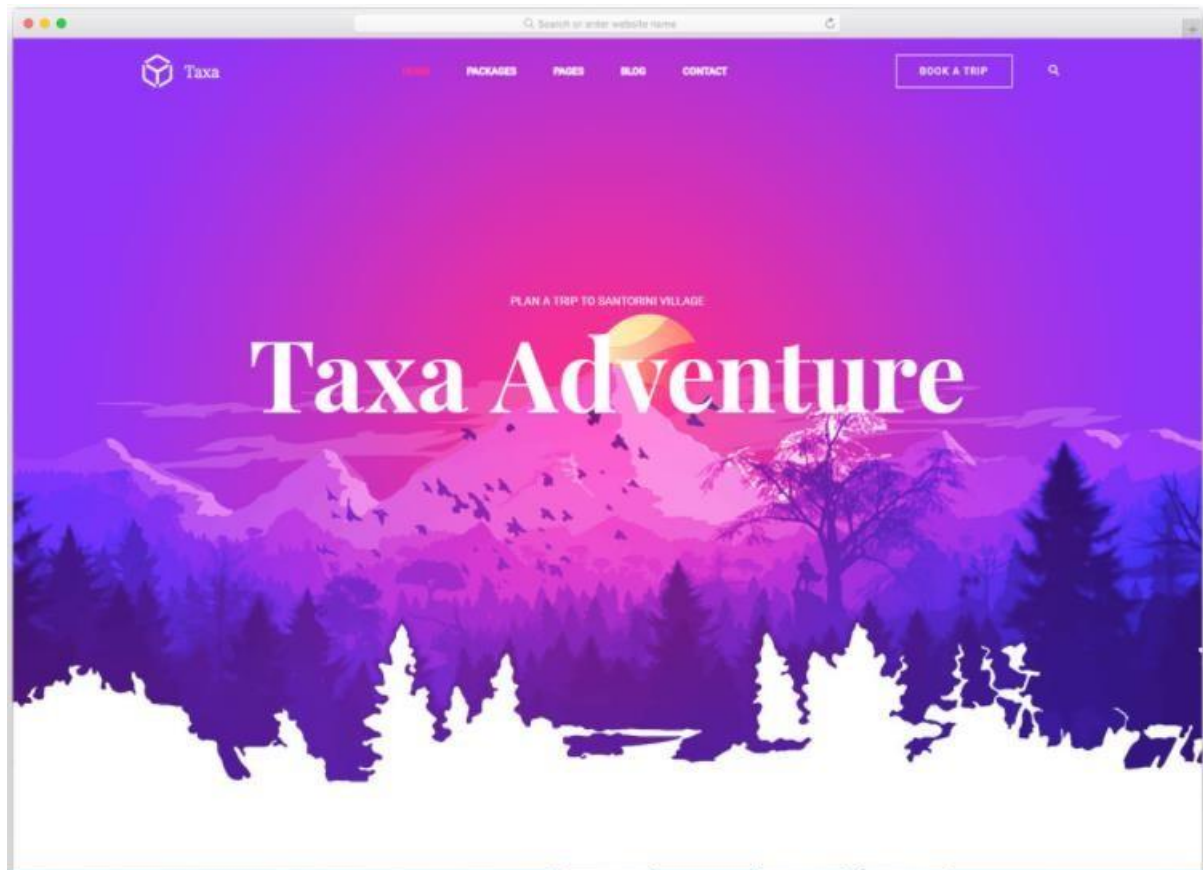 Search or enter website name
Taxa
HOME PACKAGES PAGES BLOG CONTACT
BOOK A TRIP
PLAN A TRIP TO SANTORINI VILLAGE
Taxa Adventure